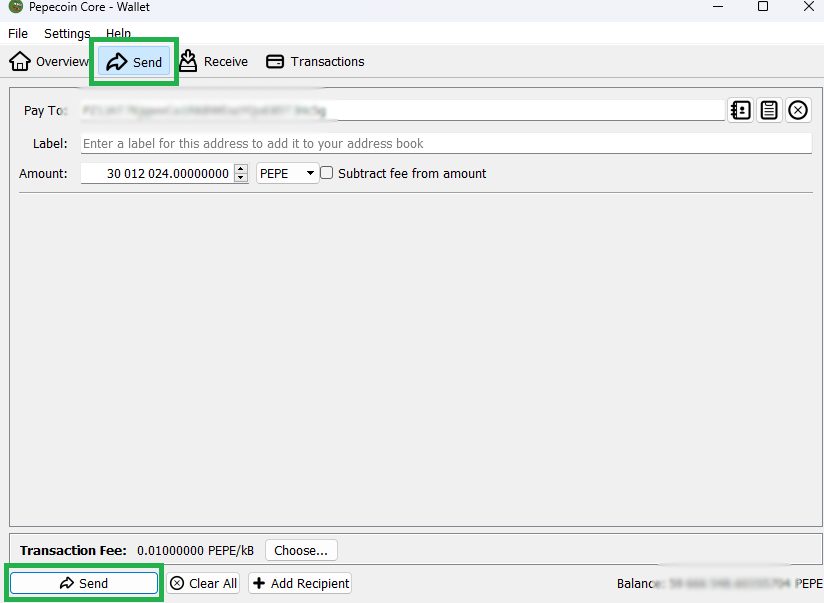 Pepecoin Core - Wallet
File Settings Help
Overview Send Receive Transactions
Pay To:
Label: Enter a label for this address to add it to your address book
Amount: 30 012 024.00000000 PEPE Subtract fee from amount
Transaction Fee: 0.01000000 PEPE/kB Choose...
Send Clear All Add Recipient Balance: PEPE